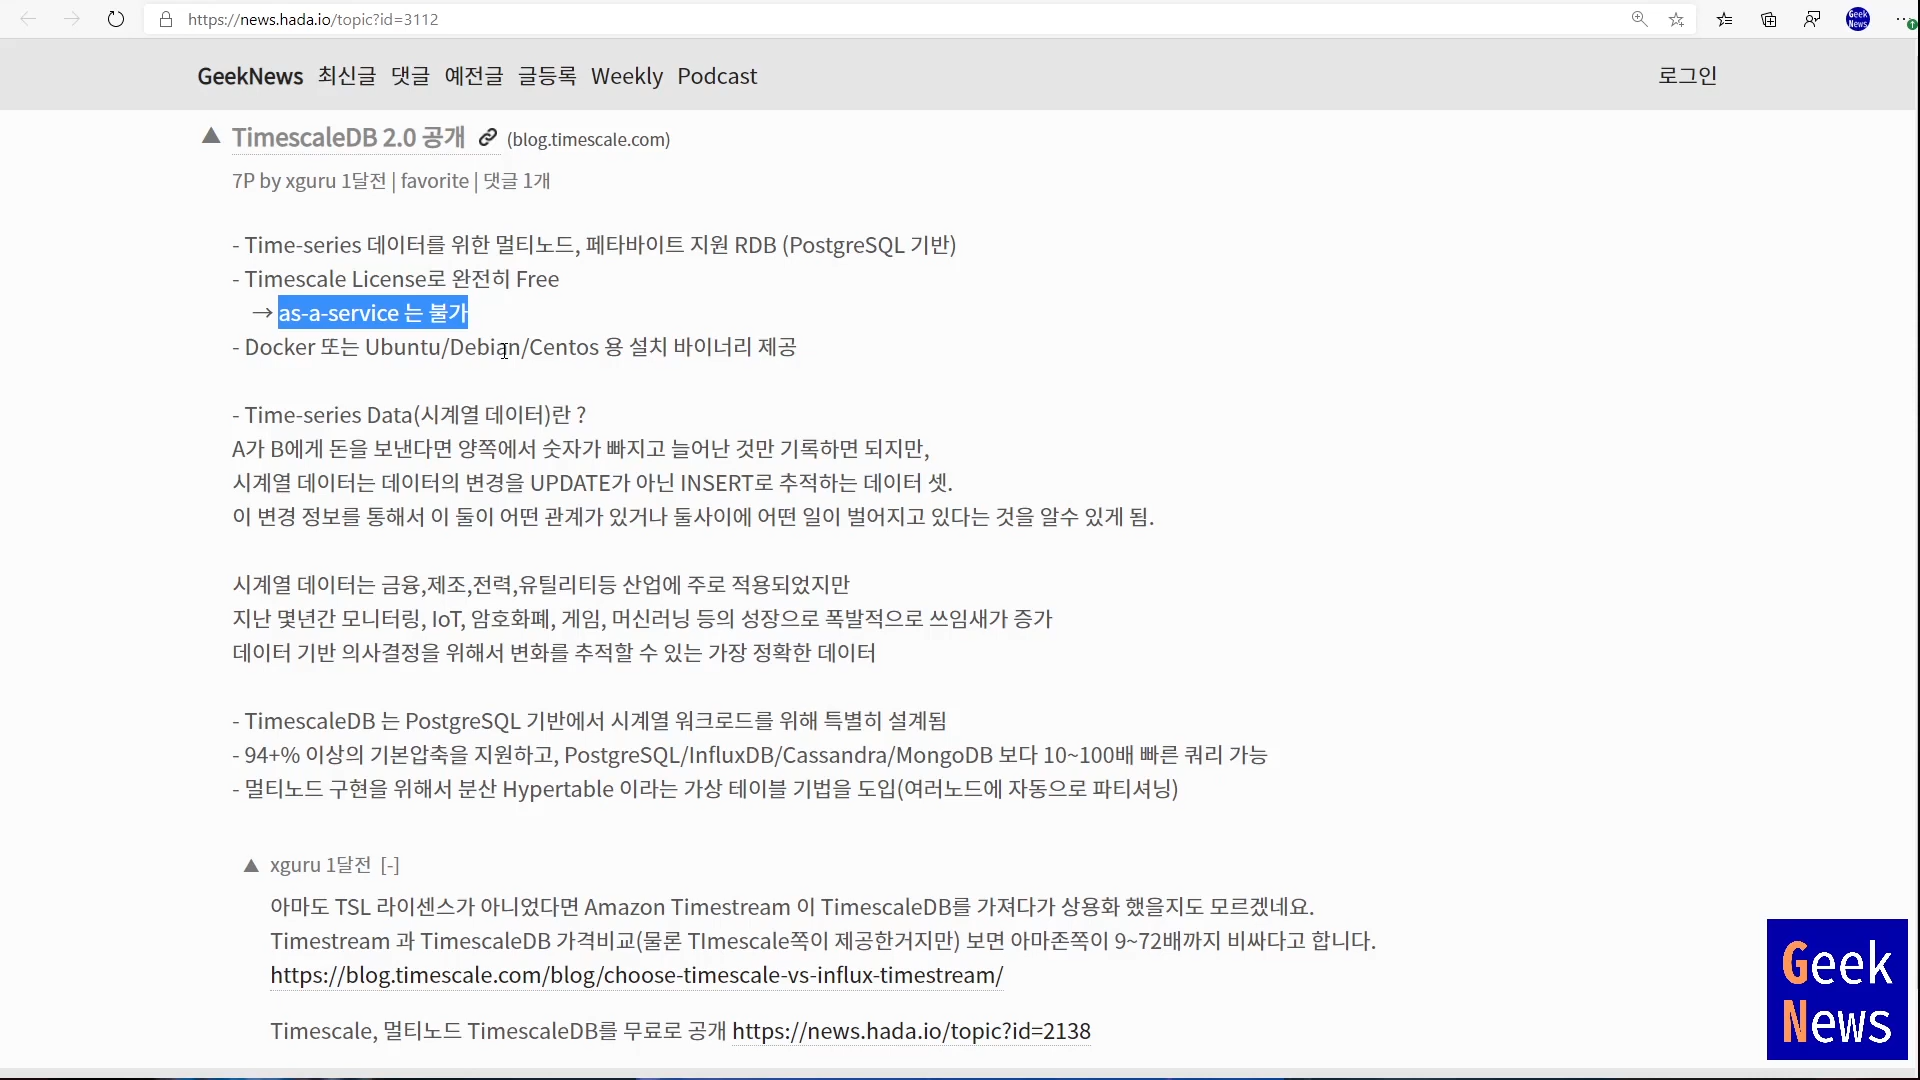 https://news.hada.io/topic?id=3112
GeekNews 최신글 댓글 예전글 글등록 Weekly Podcast 로그인
▲ TimescaleDB 2.0 공개 (blog.timescale.com)
7P by xguru 1달전 | favorite | 댓글 1개
- Time-series 데이터를 위한 멀티노드, 페타바이트 지원 RDB (PostgreSQL 기반)
- Timescale License로 완전히 Free
→ as-a-service 는 불가
- Docker 또는 Ubuntu/Debian/Centos 용 설치 바이너리 제공
- Time-series Data(시계열 데이터)란 ?
A가 B에게 돈을 보낸다면 양쪽에서 숫자가 빠지고 늘어난 것만 기록하면 되지만,
시계열 데이터는 데이터의 변경을 UPDATE가 아닌 INSERT로 추적하는 데이터 셋.
이 변경 정보를 통해서 이 둘이 어떤 관계가 있거나 둘사이에 어떤 일이 벌어지고 있다는 것을 알수 있게 됨.
시계열 데이터는 금융,제조,전력,유틸리티등 산업에 주로 적용되었지만
지난 몇년간 모니터링, IoT, 암호화폐, 게임, 머신러닝 등의 성장으로 폭발적으로 쓰임새가 증가
데이터 기반 의사결정을 위해서 변화를 추적할 수 있는 가장 정확한 데이터
- TimescaleDB 는 PostgreSQL 기반에서 시계열 워크로드를 위해 특별히 설계됨
- 94+% 이상의 기본압축을 지원하고, PostgreSQL/InfluxDB/Cassandra/MongoDB 보다 10~100배 빠른 쿼리 가능
- 멀티노드 구현을 위해서 분산 Hypertable 이라는 가상 테이블 기법을 도입(여러노드에 자동으로 파티셔닝)
▲ xguru 1달전 [-]
아마도 TSL 라이센스가 아니었다면 Amazon Timestream 이 TimescaleDB를 가져다가 상용화 했을지도 모르겠네요.
Timestream 과 TimescaleDB 가격비교(물론 TImescale쪽이 제공한거지만) 보면 아마존쪽이 9~72배까지 비싸다고 합니다.
https://blog.timescale.com/blog/choose-timescale-vs-influx-timestream/
Timescale, 멀티노드 TimescaleDB를 무료로 공개 https://news.hada.io/topic?id=2138
Geek
News